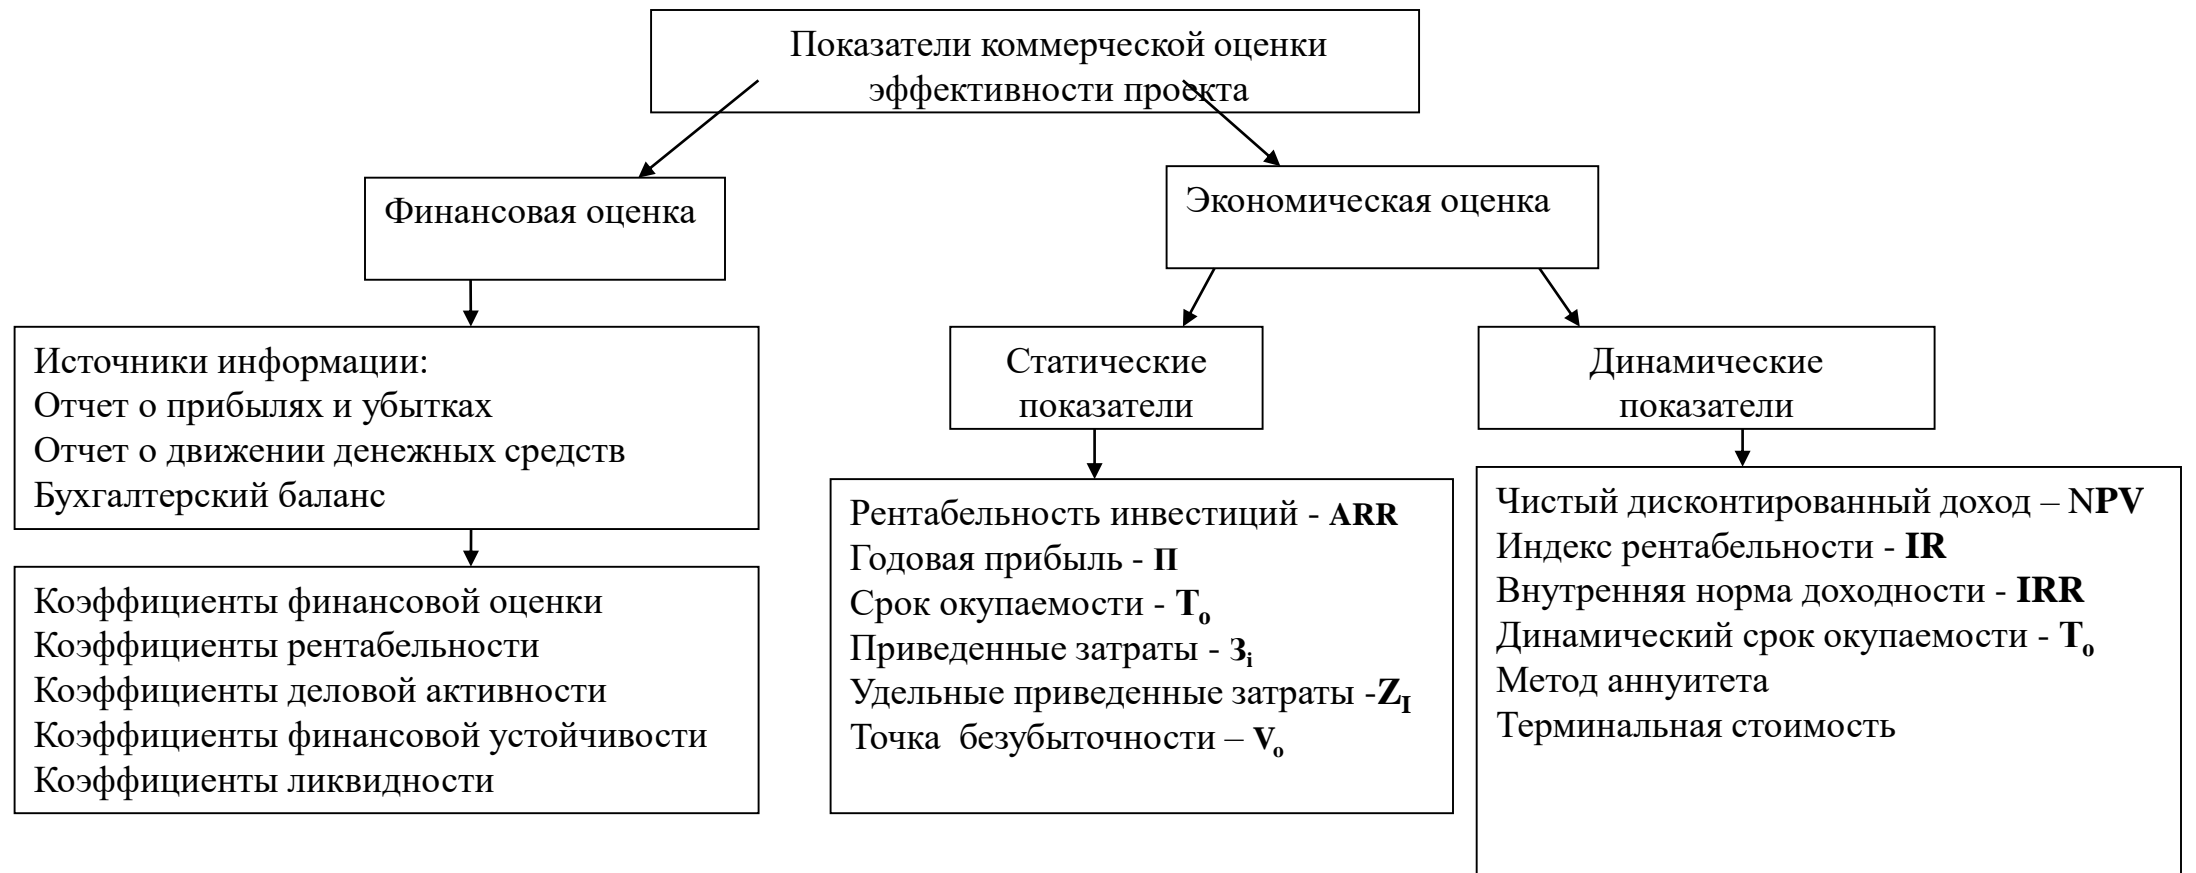 Показатели коммерческой оценки
эффективности проекта
Финансовая оценка
Экономическая оценка
Источники информации:
Отчет о прибылях и убытках
Отчет о движении денежных средств
Бухгалтерский баланс
Коэффициенты финансовой оценки
Коэффициенты рентабельности
Коэффициенты деловой активности
Коэффициенты финансовой устойчивости
Коэффициенты ликвидности
Статические
показатели
Рентабельность инвестиций - ARR
Годовая прибыль - П
Срок окупаемости - Tо
Приведенные затраты - Зi
Удельные приведенные затраты -ZI
Точка  безубыточности – Vо
Динамические
показатели
Чистый дисконтированный доход – NPV
Индекс рентабельности - IR
Внутренняя норма доходности - IRR
Динамический срок окупаемости - Tо
Метод аннуитета
Терминальная стоимость